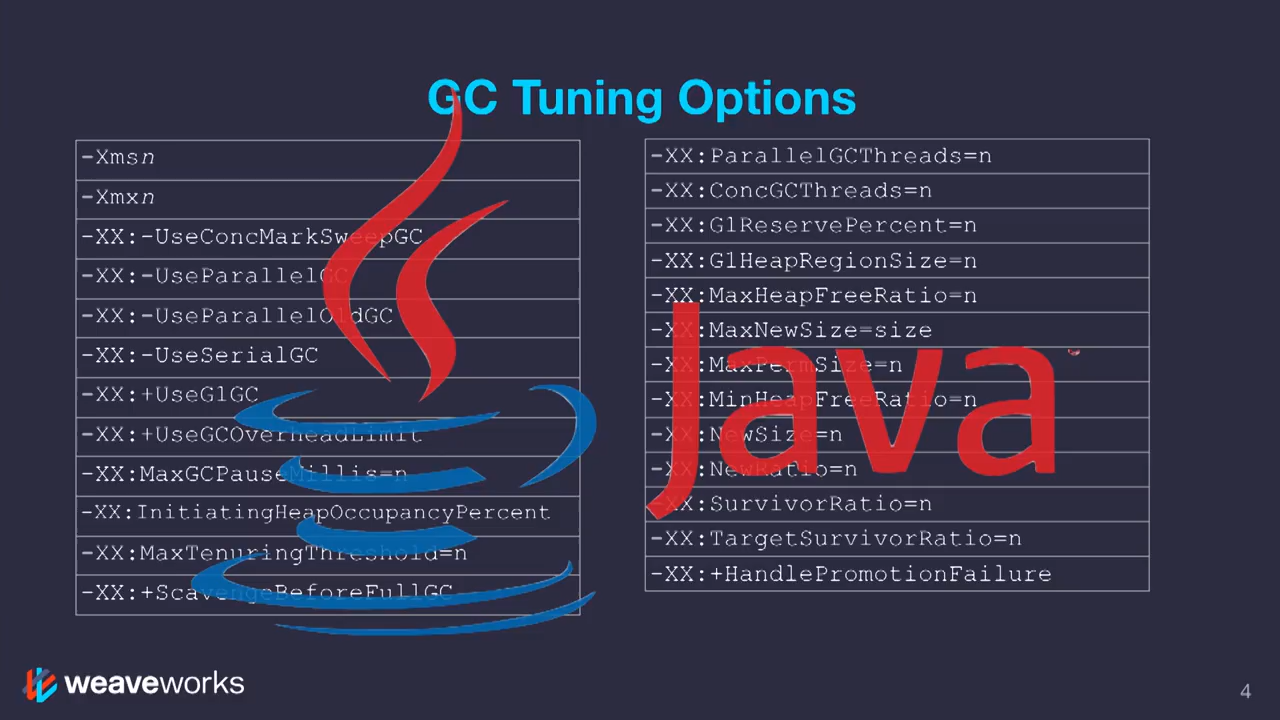 GC Tuning Options
-Xmsn
-Xmxn
-XX:-UseConcMarkSweepGC
-XX:-UseParallelGC
-XX:-UseParallelOldGC
-XX:-UseSerialGC
-XX:+UseG1GC
-XX:+UseGCOverheadLimit
-XX:MaxGCPauseMillis=n
-XX:InitiatingHeapOccupancyPercent
-XX:MaxTenuringThreshold=n
-XX:+ScavengeBeforeFullGC
-XX:ParallelGCThreads=n
-XX:ConcGCThreads=n
-XX:G1ReservePercent=n
-XX:G1HeapRegionSize=n
-XX:MaxHeapFreeRatio=n
-XX:MaxNewSize=size
-XX:MaxPermSize=n
-XX:MinHeapFreeRatio=n
-XX:NewSize=n
-XX:NewRatio=n
-XX:SurvivorRatio=n
-XX:TargetSurvivorRatio=n
-XX:+HandlePromotionFailure
Java
weaveworks
4